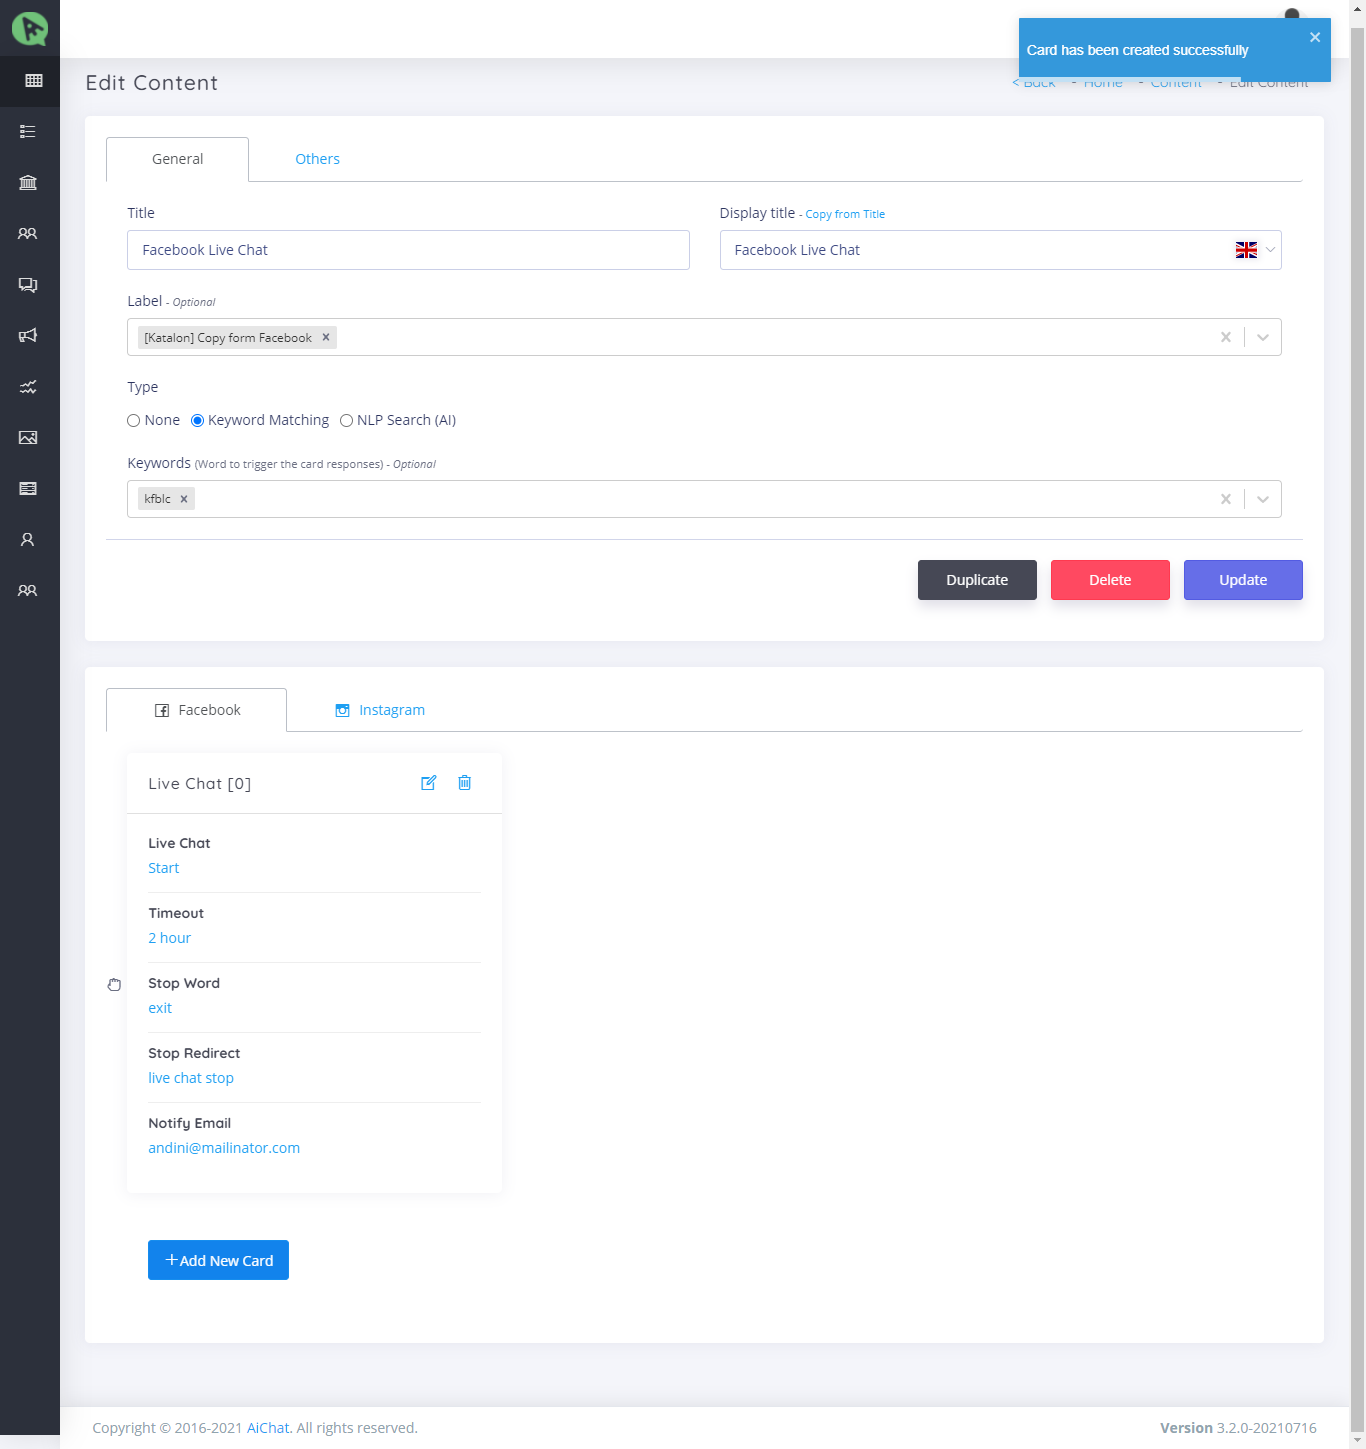 Card has been created successfully
Edit Content
< Back - Home - Content - Edit Content
General
Others
Title
Display title - Copy from Title
Facebook Live Chat
Facebook Live Chat
Label - Optional
[Katalon] Copy form Facebook
Type
None
Keyword Matching
NLP Search (AI)
Keywords (Word to trigger the card responses) - Optional
kfblc
Duplicate
Delete
Update
Facebook
Instagram
Live Chat [0]
Live Chat
Start
Timeout
2 hour
Stop Word
exit
Stop Redirect
live chat stop
Notify Email
andini@mailinator.com
+Add New Card
Copyright © 2016-2021 AiChat. All rights reserved.
Version 3.2.0-20210716